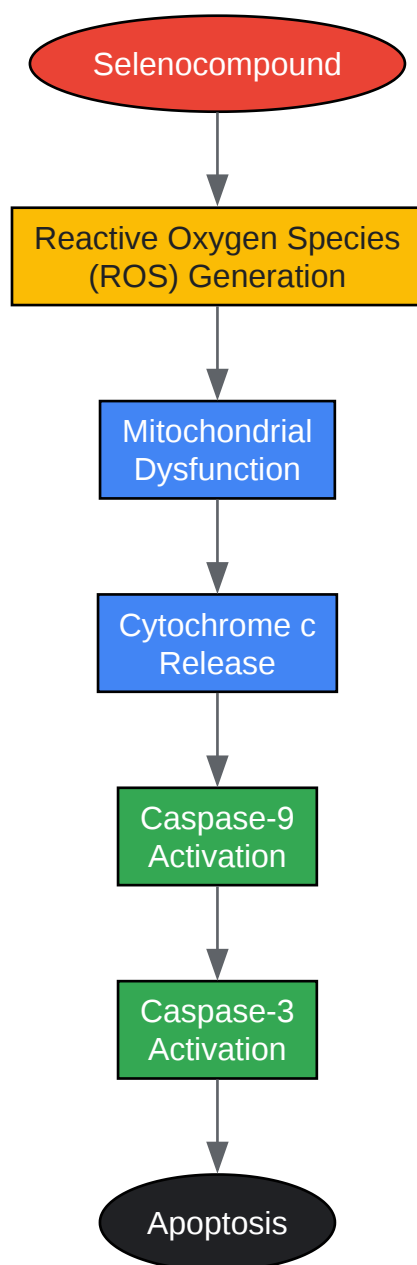 Selenocompound
Reactive Oxygen Species
(ROS) Generation
Mitochondrial
Dysfunction
Cytochrome c
Release
Caspase-9
Activation
Caspase-3
Activation
Apoptosis